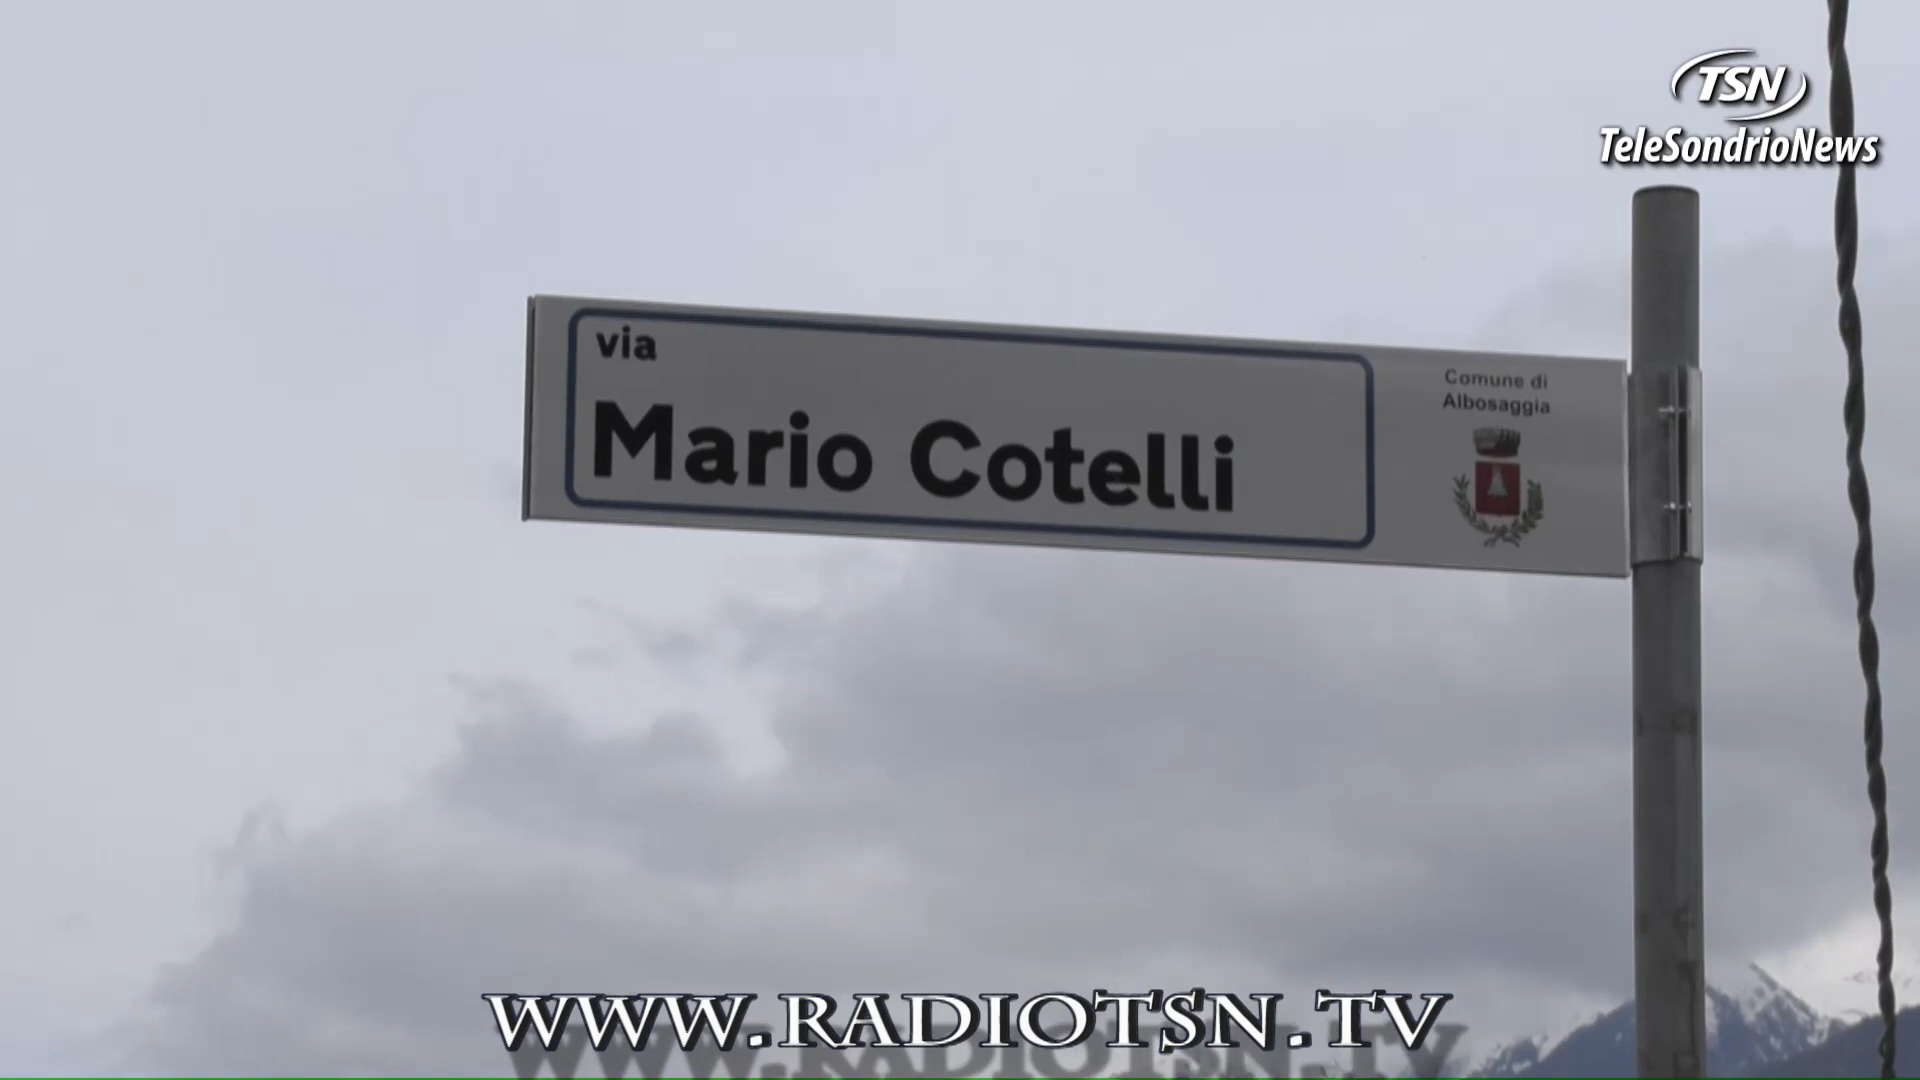 TSN
TeleSondrioNews
via
Mario Cotelli
Comune di
Albosaggia
WWW.RADIOTSN.TV